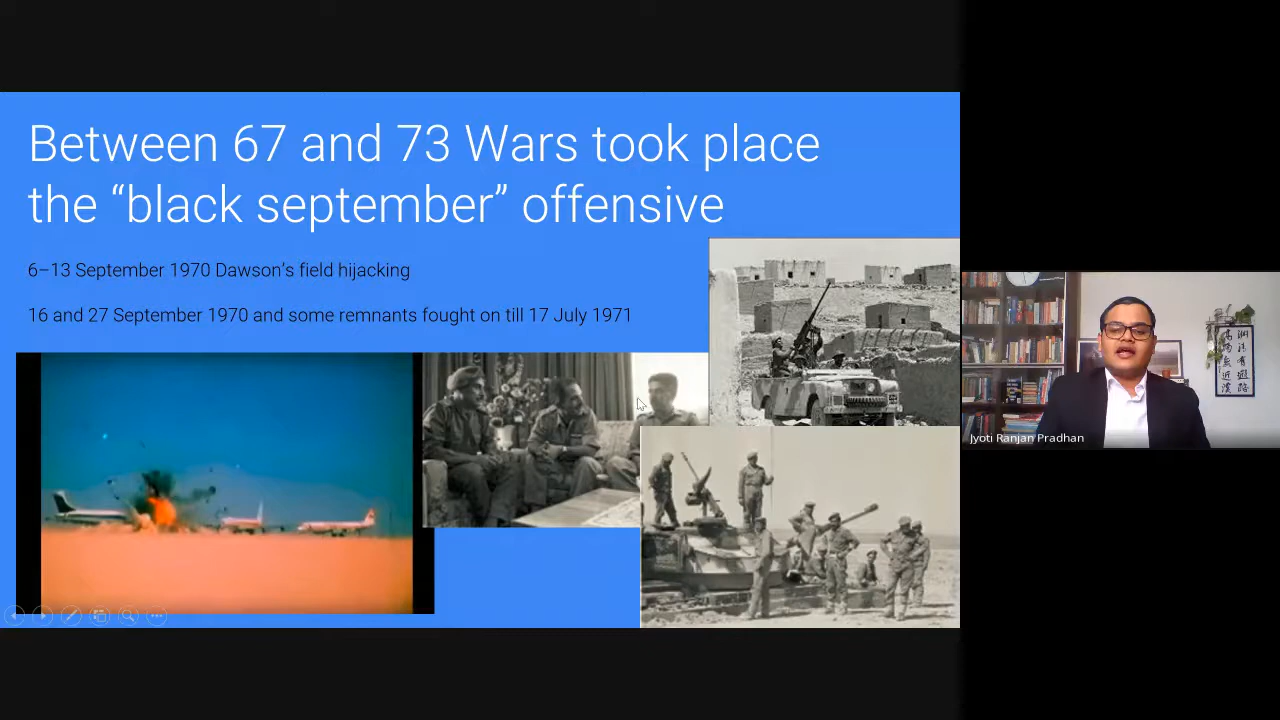 Between 67 and 73 Wars took place
the “black september” offensive
6–13 September 1970 Dawson’s field hijacking
16 and 27 September 1970 and some remnants fought on till 17 July 1971
Jyoti Ranjan Pradhan